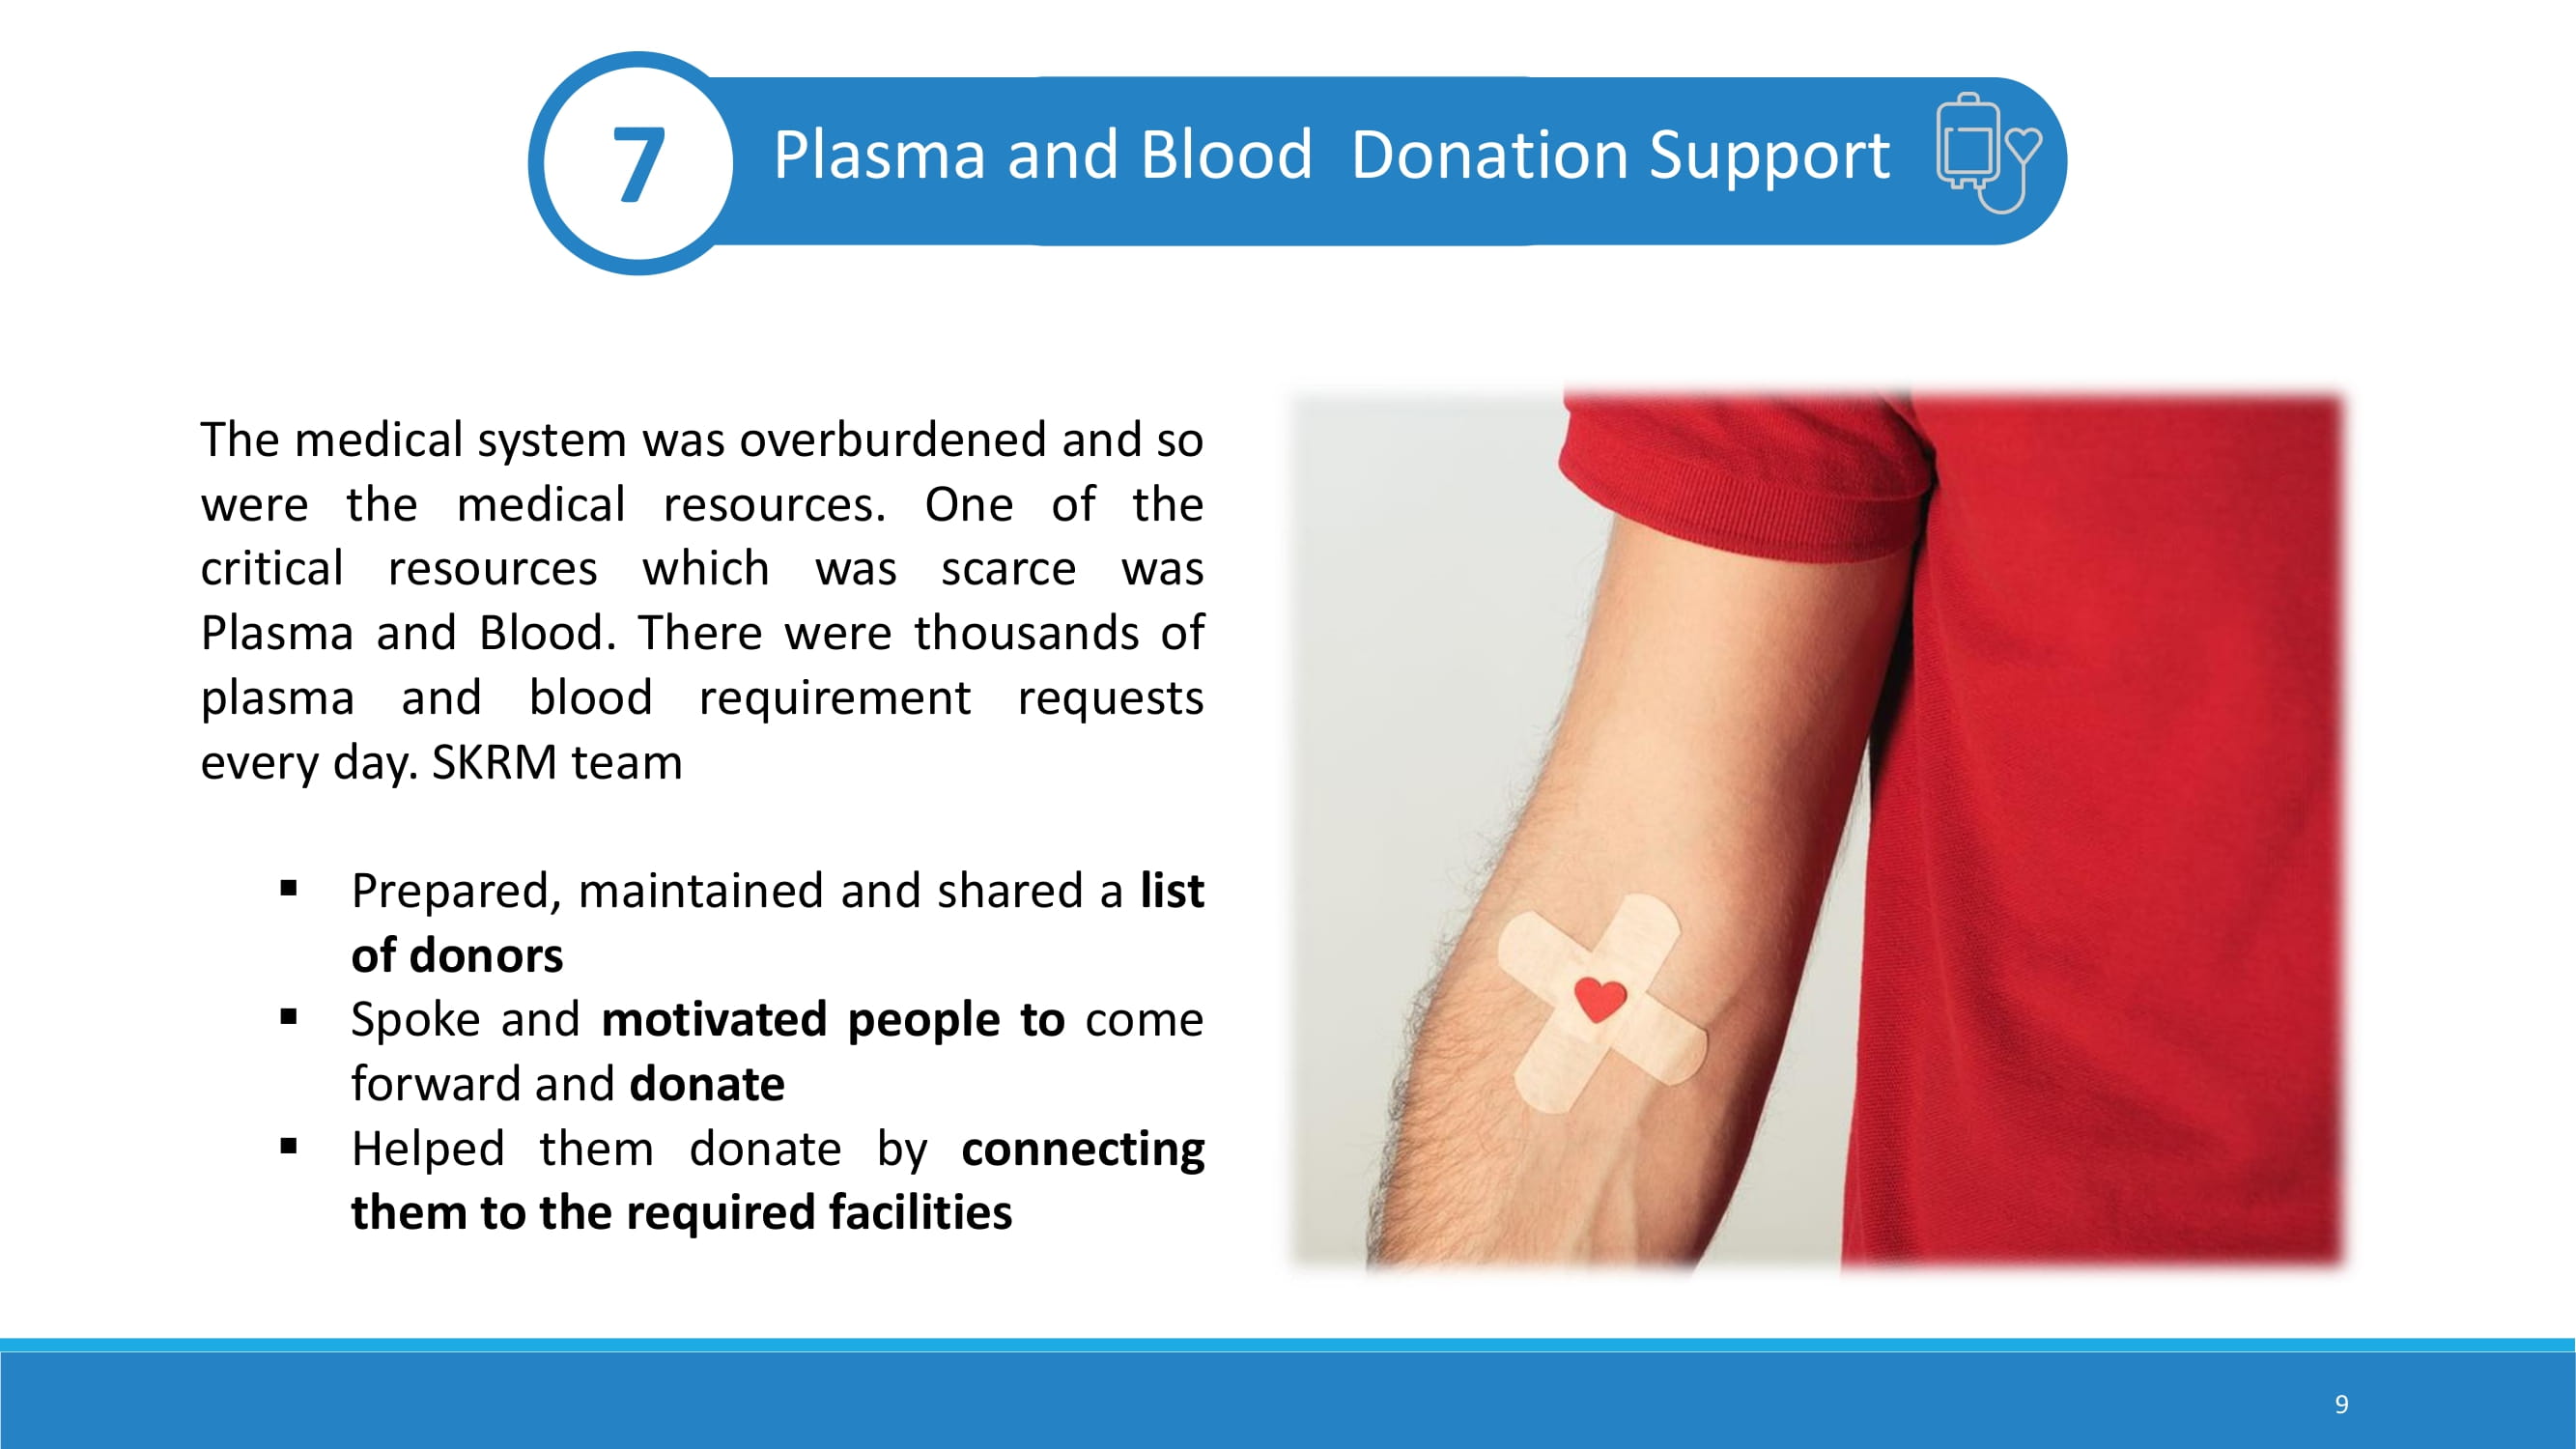 7
Plasma and Blood  Donation Support
The medical system was overburdened and so
were the medical resources. One of the
critical resources which was scarce was
Plasma and Blood. There were thousands of
plasma and blood requirement requests
every day. SKRM team
▪ Prepared, maintained and shared a list
of donors
▪ Spoke and motivated people to come
forward and donate
▪ Helped them donate by connecting
them to the required facilities
9